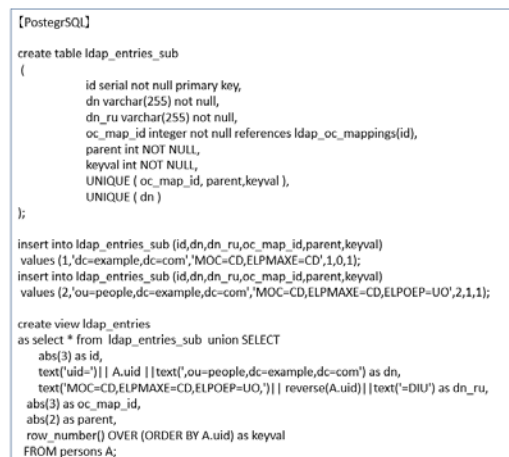 【PostegrSQL】
create table ldap_entries_sub
(
id serial not null primary key,
dn varchar(255) not null,
dn_ru varchar(255) not null,
oc_map_id integer not null references ldap_oc_mappings(id),
parent int NOT NULL,
keyval int NOT NULL,
UNIQUE ( oc_map_id, parent,keyval ),
UNIQUE ( dn )
);
insert into ldap_entries_sub (id,dn,dn_ru,oc_map_id,parent,keyval)
values (1,'dc=example,dc=com','MOC=CD,ELPMAXE=CD',1,0,1);
insert into ldap_entries_sub (id,dn,dn_ru,oc_map_id,parent,keyval)
values (2,'ou=people,dc=example,dc=com','MOC=CD,ELPMAXE=CD,ELPOEP=UO',2,1,1);
create view ldap_entries
as select * from ldap_entries_sub union SELECT
abs(3) as id,
text('uid=')|| A.uid ||text(',ou=people,dc=example,dc=com') as dn,
text('MOC=CD,ELPMAXE=CD,ELPOEP=UO,')|| reverse(A.uid)||text('=DIU') as dn_ru,
abs(3) as oc_map_id,
abs(2) as parent,
row_number() OVER (ORDER BY A.uid) as keyval
FROM persons A;